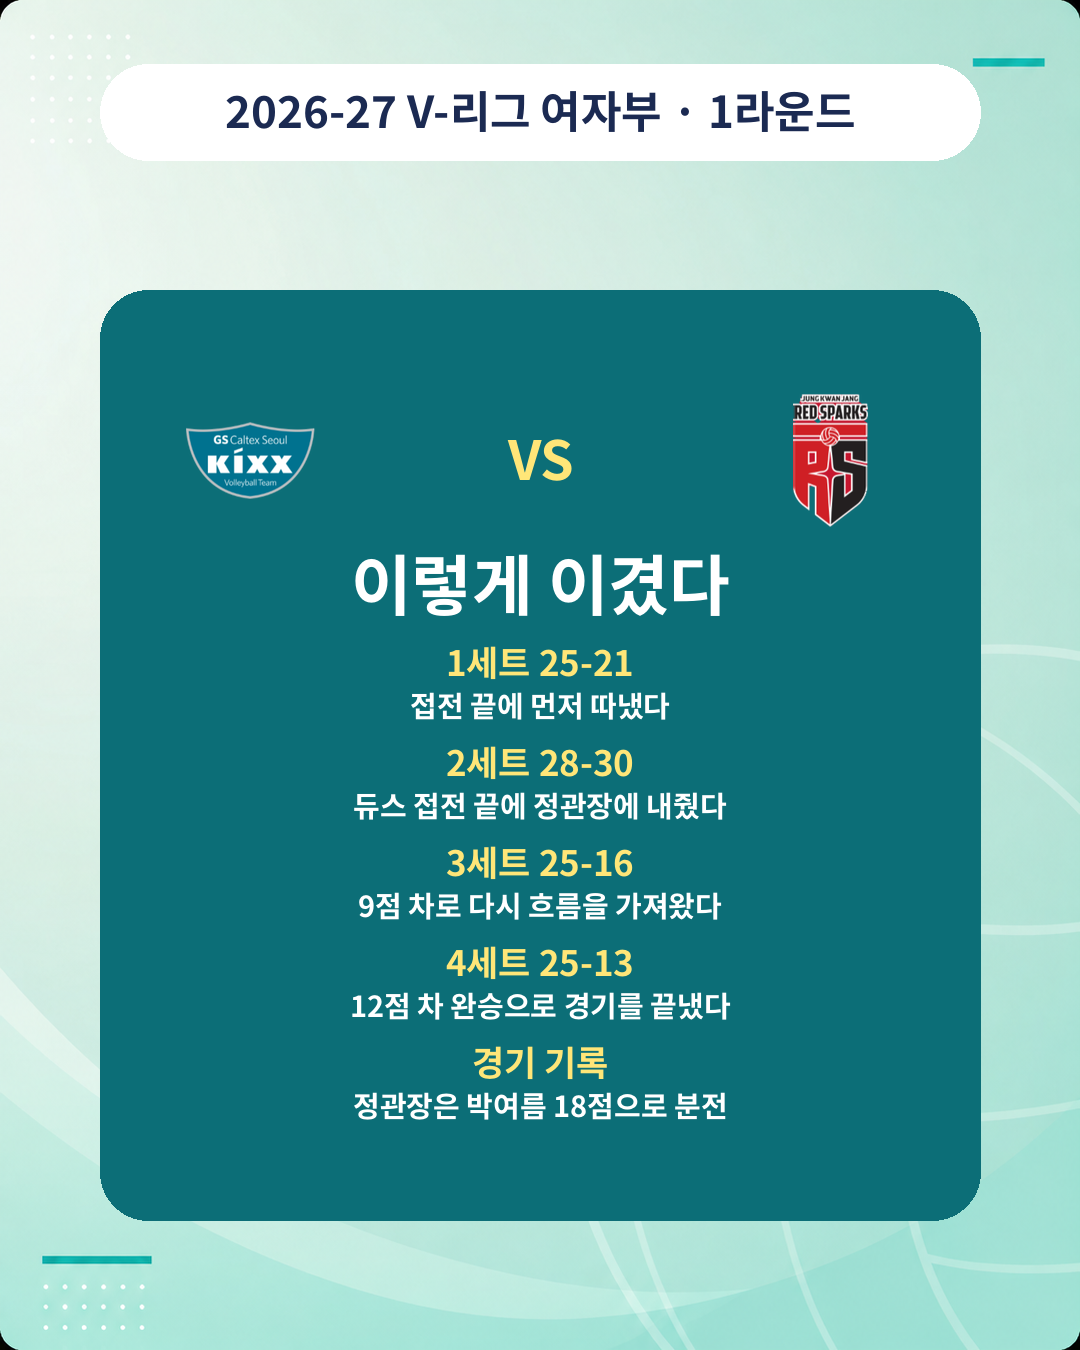 2026-27 V-리그 여자부 · 1라운드
GS Caltex Seoul
kixx
Volleyball Team
VS
JUNG KWAN JANG
RED SPARKS
RS
이렇게 이겼다
1세트 25-21
접전 끝에 먼저 따냈다
2세트 28-30
듀스 접전 끝에 정관장에 내줬다
3세트 25-16
9점 차로 다시 흐름을 가져왔다
4세트 25-13
12점 차 완승으로 경기를 끝냈다
경기 기록
정관장은 박여름 18점으로 분전